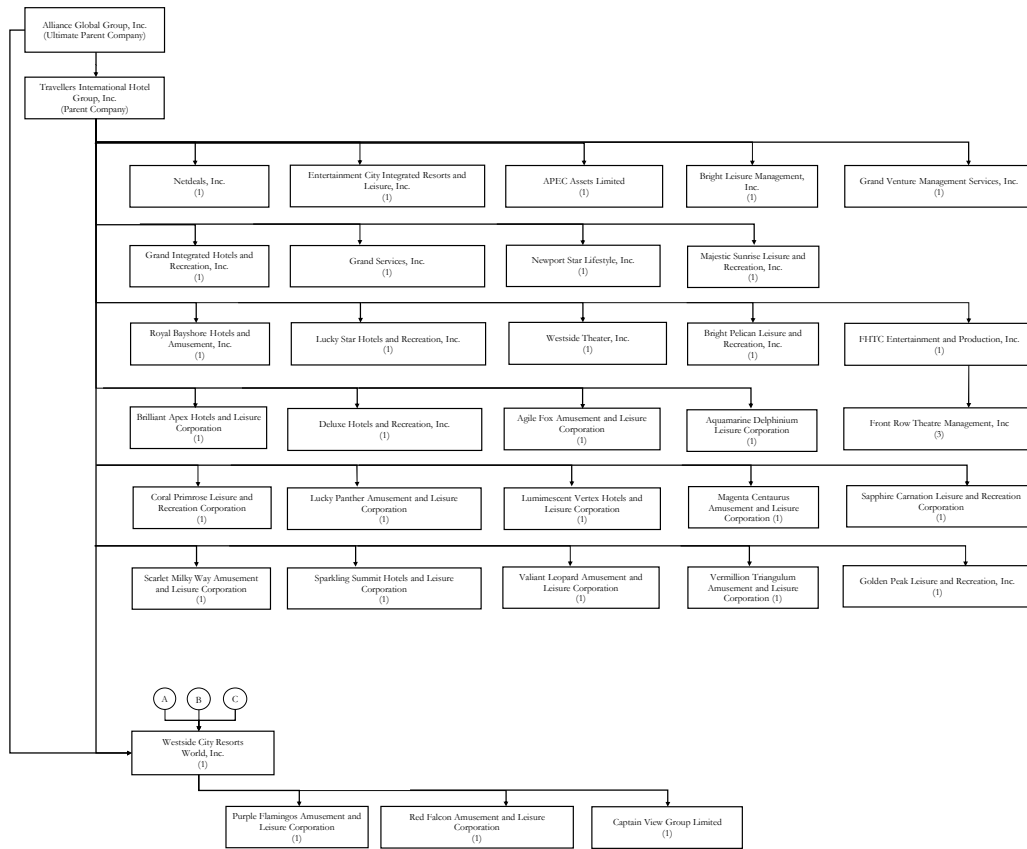 Alliance Global Group, Inc.
(Ultimate Parent Company)
Travellers International Hotel
Group, Inc.
(Parent Company)
Netdeals, Inc.
(1)
Entertainment City Integrated Resorts and
Leisure, Inc.
(1)
APEC Assets Limited
(1)
Bright Leisure Management,
Inc.
(1)
Grand Venture Management Services, Inc.
(1)
Grand Integrated Hotels and
Recreation, Inc.
(1)
Grand Services, Inc.
(1)
Newport Star Lifestyle, Inc.
(1)
Majestic Sunrise Leisure and
Recreation, Inc.
(1)
Royal Bayshore Hotels and
Amusement, Inc.
(1)
Lucky Star Hotels and Recreation, Inc.
(1)
Westside Theater, Inc.
(1)
Bright Pelican Leisure and
Recreation, Inc.
(1)
FHTC Entertainment and Production, Inc.
(1)
Brilliant Apex Hotels and Leisure
Corporation
(1)
Deluxe Hotels and Recreation, Inc.
(1)
Agile Fox Amusement and Leisure
Corporation
(1)
Aquamarine Delphinium
Leisure Corporation
(1)
Front Row Theatre Management, Inc
(3)
Coral Primrose Leisure and
Recreation Corporation
(1)
Lucky Panther Amusement and Leisure
Corporation
(1)
Lumimescent Vertex Hotels and
Leisure Corporation
(1)
Magenta Centaurus
Amusement and Leisure
Corporation (1)
Sapphire Carnation Leisure and Recreation
Corporation
(1)
Scarlet Milky Way Amusement
and Leisure Corporation
(1)
Sparkling Summit Hotels and Leisure
Corporation
(1)
Valiant Leopard Amusement and
Leisure Corporation
(1)
Vermillion Triangulum
Amusement and Leisure
Corporation (1)
Golden Peak Leisure and Recreation, Inc.
(1)
A
B
C
Westside City Resorts
World, Inc.
(1)
Purple Flamingos Amusement and
Leisure Corporation
(1)
Red Falcon Amusement and Leisure
Corporation
(1)
Captain View Group Limited
(1)